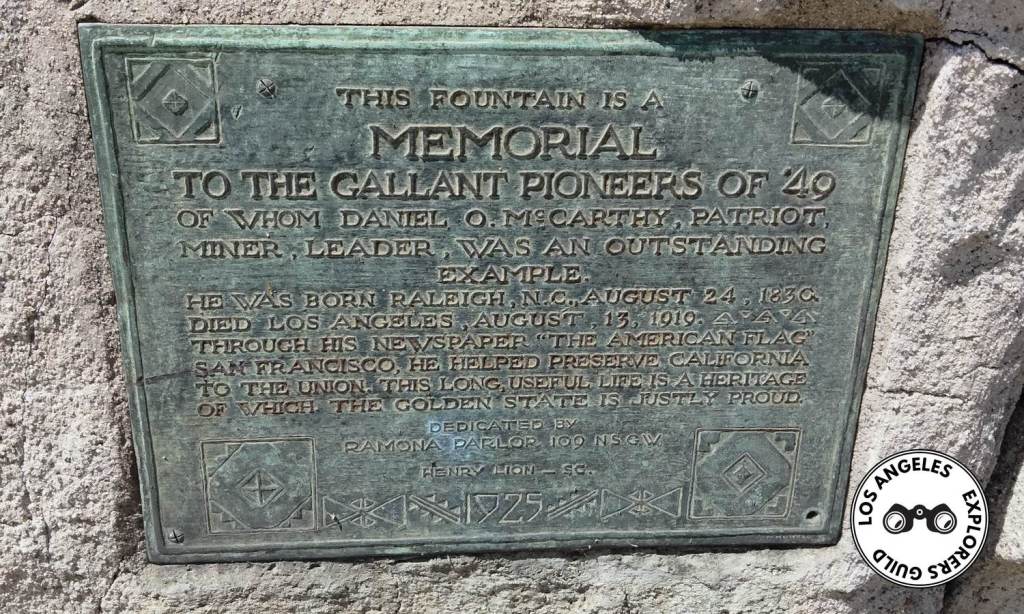 THIS FOUNTAIN IS A
MEMORIAL
TO THE GALLANT PIONEERS OF '49
OF WHOM DANIEL O. McCARTHY, PATRIOT,
MINER, LEADER, WAS AN OUTSTANDING
EXAMPLE.
HE WAS BORN RALEIGH, N.C., AUGUST 24, 1830.
DIED LOS ANGELES, AUGUST, 13, 1919.
THROUGH HIS NEWSPAPER "THE AMERICAN FLAG"
SAN FRANCISCO, HE HELPED PRESERVE CALIFORNIA
TO THE UNION. THIS LONG, USEFUL LIFE IS A HERITAGE
OF WHICH THE GOLDEN STATE IS JUSTLY PROUD.
DEDICATED BY
RAMONA PARLOR 109 N.S.G.W.
HENRY LION — SC.
1925
LOS ANGELES EXPLORERS GUILD